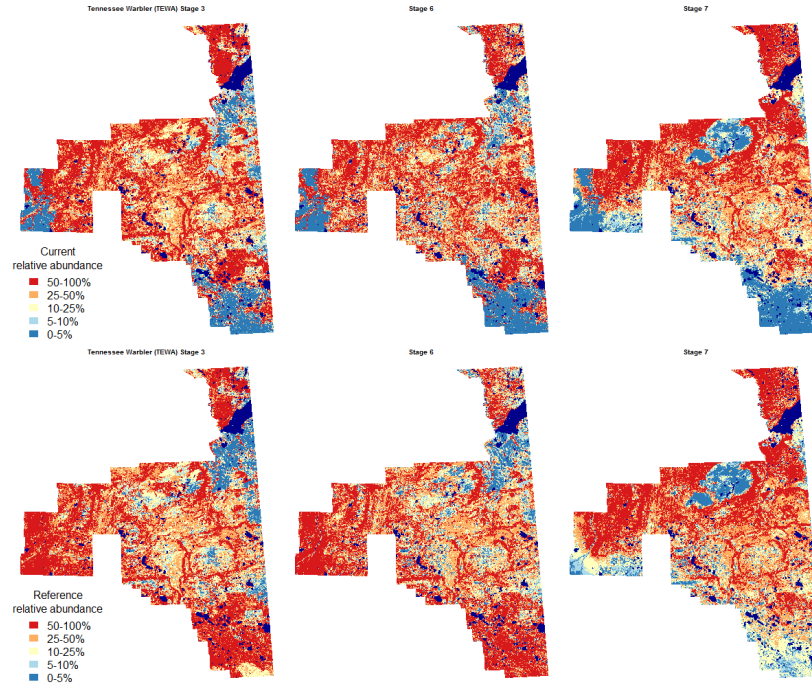 Tennessee Warbler (TEWA) Stage 3
Stage 6
Stage 7
Current
relative abundance
50-100%
25-50%
10-25%
5-10%
0-5%
Tennessee Warbler (TEWA) Stage 3
Stage 6
Stage 7
Reference
relative abundance
50-100%
25-50%
10-25%
5-10%
0-5%